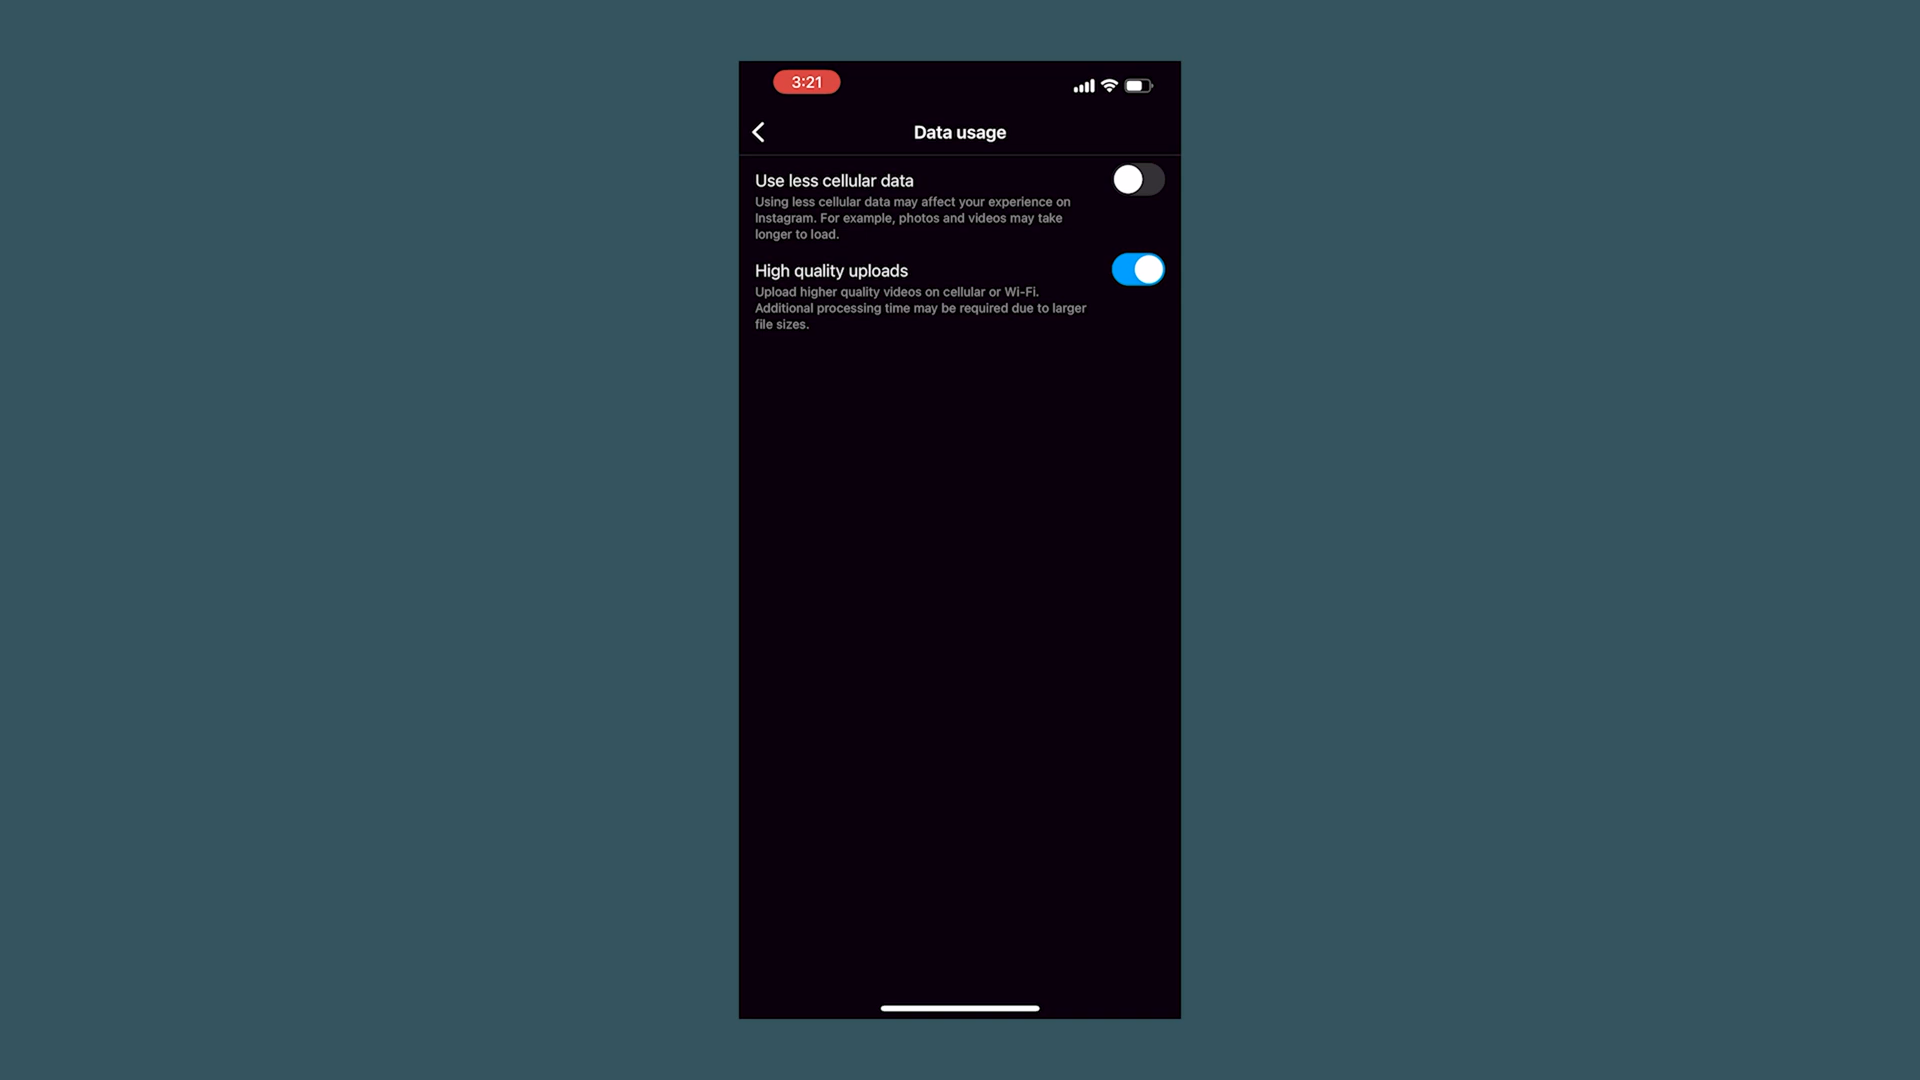 3:21
Data usage
Use less cellular data
Using less cellular data may affect your experience on
Instagram. For example, photos and videos may take
longer to load.
High quality uploads
Upload higher quality videos on cellular or Wi-Fi.
Additional processing time may be required due to larger
file sizes.